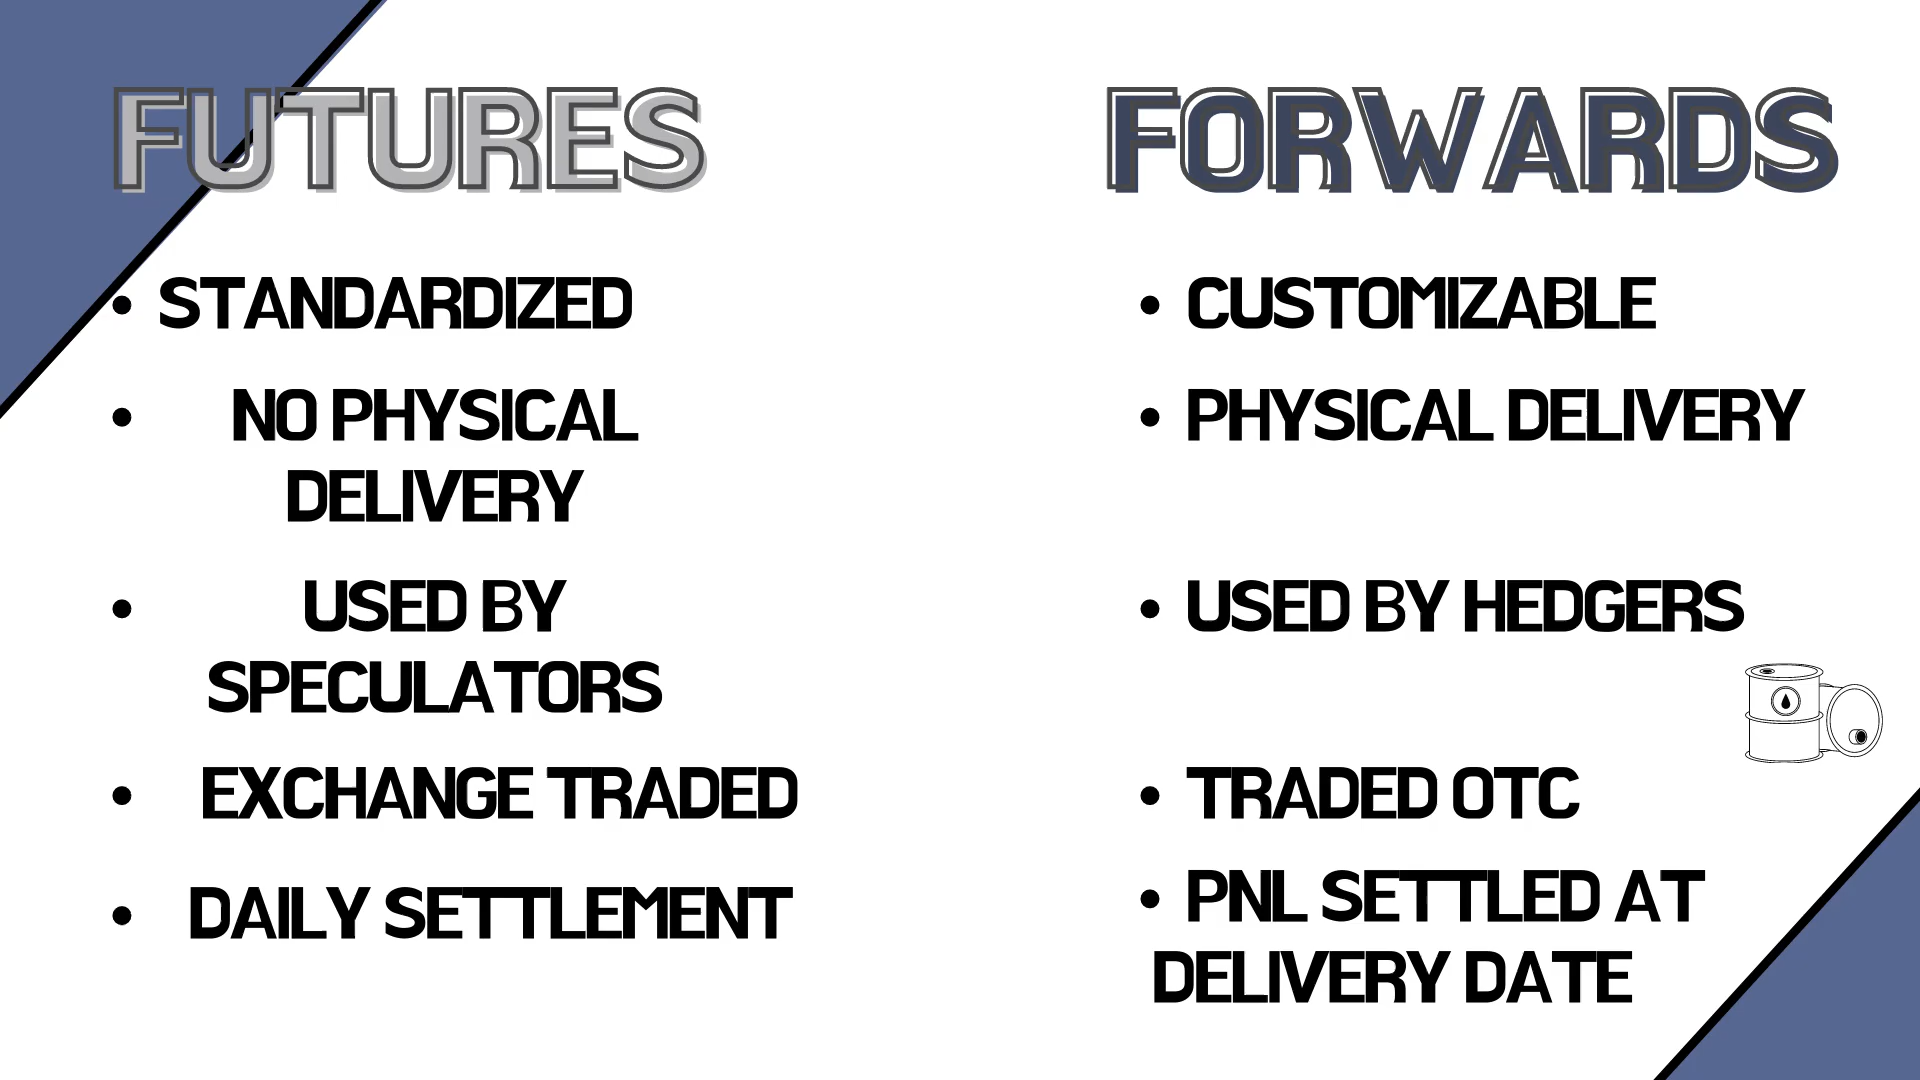 FUTURES
• STANDARDIZED
• NO PHYSICAL
DELIVERY
• USED BY
SPECULATORS
• EXCHANGE TRADED
• DAILY SETTLEMENT
FORWARDS
• CUSTOMIZABLE
• PHYSICAL DELIVERY
• USED BY HEDGERS
• TRADED OTC
• PNL SETTLED AT
DELIVERY DATE